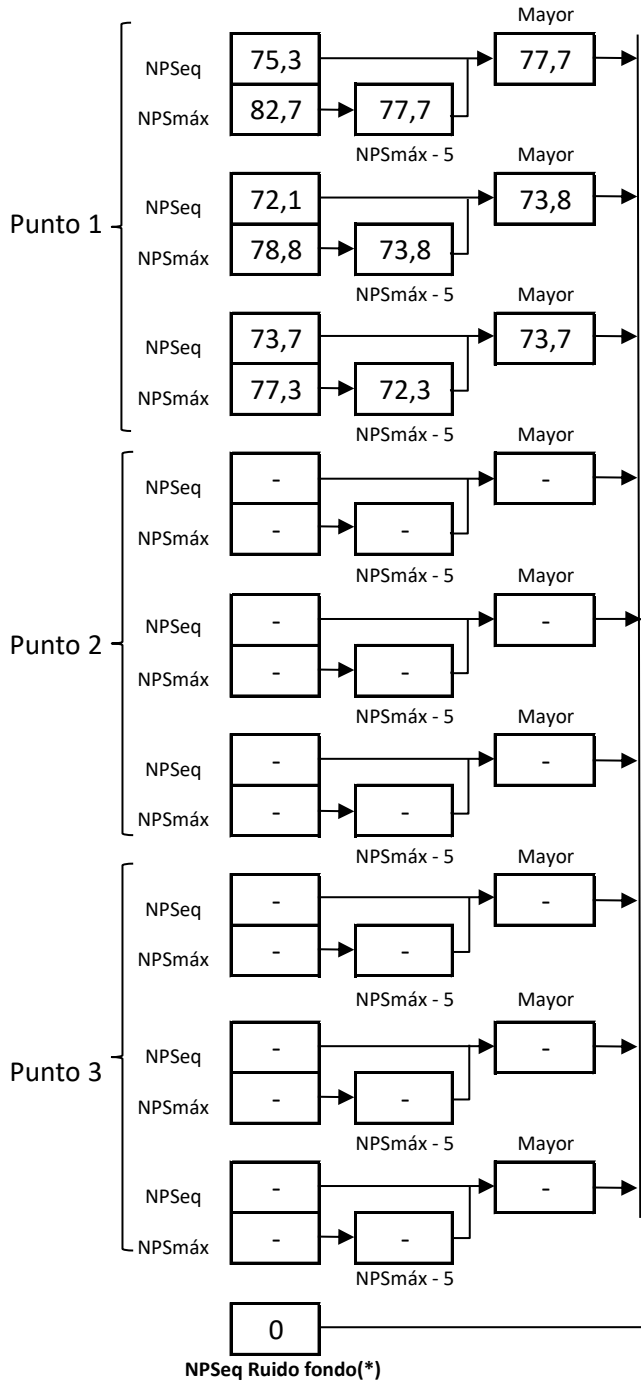 Mayor
NPSeq 75,3 77,7
NPSmáx 82,7 77,7
NPSmáx - 5 Mayor
NPSeq 72,1 73,8
Punto 1
NPSmáx 78,8 73,8
NPSmáx - 5 Mayor
NPSeq 73,7 73,7
NPSmáx 77,3 72,3
NPSmáx - 5 Mayor
NPSeq - -
NPSmáx - -
NPSmáx - 5 Mayor
NPSeq - -
Punto 2
NPSmáx - -
NPSmáx - 5 Mayor
NPSeq - -
NPSmáx - -
NPSmáx - 5 Mayor
NPSeq - -
NPSmáx - -
NPSmáx - 5 Mayor
NPSeq - -
Punto 3
NPSmáx - -
NPSmáx - 5 Mayor
NPSeq - -
NPSmáx - -
NPSmáx - 5
0
NPSeq Ruido fondo(*)